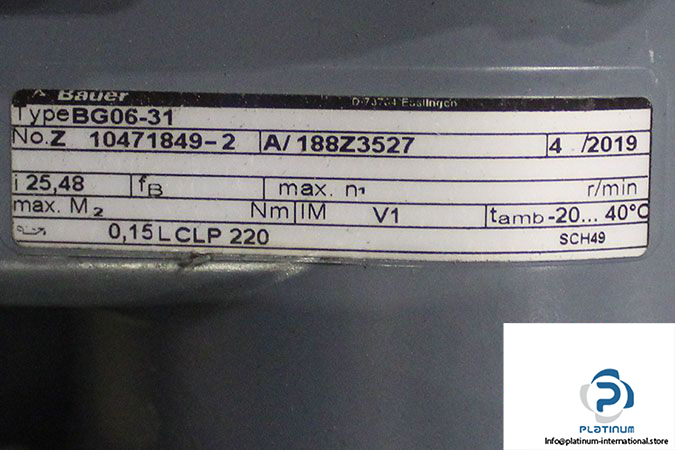 Bauer D-73734 Esslingen
Type BG06-31
No. Z 10471849-2 A/ 188Z3527 4 /2019
i 25,48 fB max. n1 r/min
max. M2 Nm IM V1 tamb -20... 40°C
0,15 L CLP 220 SCH49
PLATINUM
Info@platinum-international.store